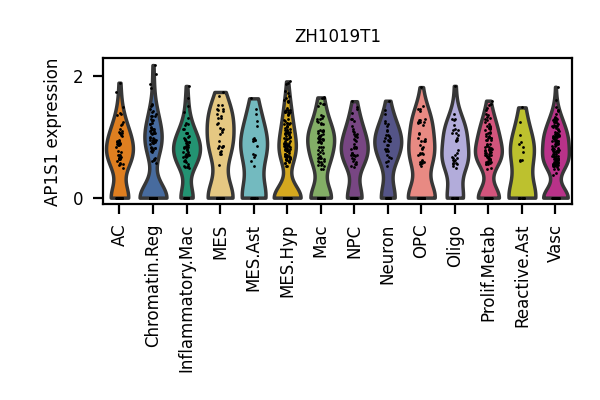 ZH1019T1
AP1S1 expression
2
0
AC
Chromatin.Reg
Inflammatory.Mac
MES
MES.Ast
MES.Hyp
Mac
NPC
Neuron
OPC
Oligo
Prolif.Metab
Reactive.Ast
Vasc